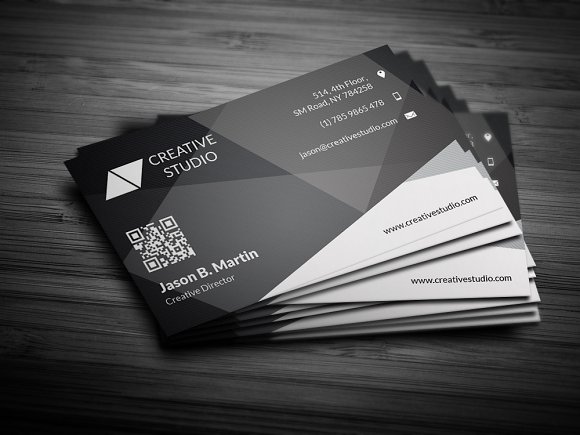 CREATIVE
STUDIO
514, 4th Floor,
SM Road, NY 784258
(1) 785 9865 478
jason@creativestudio.com
Jason B. Martin
Creative Director
www.creativestudio.com
www.creativestudio.com